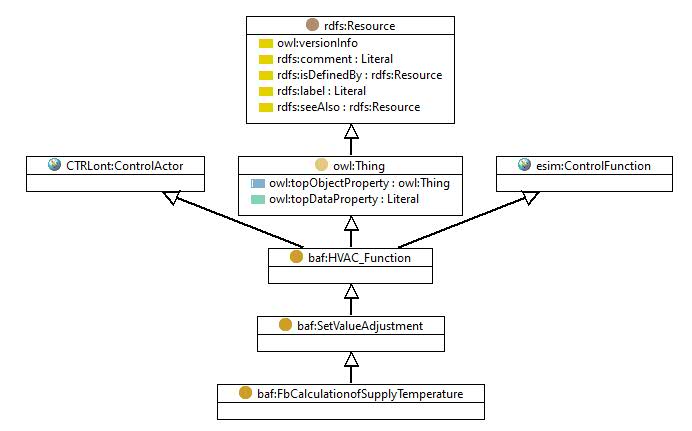 rdfs:Resource
owl:versionInfo
rdfs:comment : Literal
rdfs:isDefinedBy : rdfs:Resource
rdfs:label : Literal
rdfs:seeAlso : rdfs:Resource
CTRLont:ControlActor
owl:Thing
owl:topObjectProperty : owl:Thing
owl:topDataProperty : Literal
esim:ControlFunction
baf:HVAC_Function
baf:SetValueAdjustment
baf:FbCalculationofSupplyTemperature